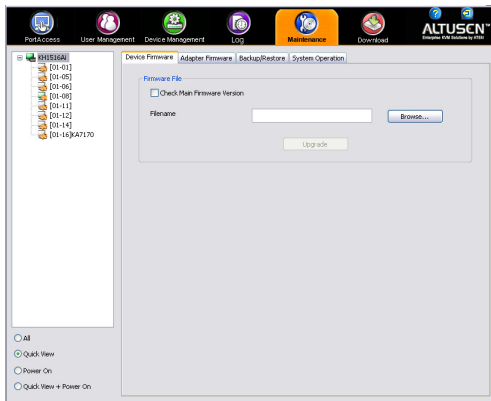 PortAccess
User Management
Device Management
Log
Maintenance
Download
ALTUSEN™
Enterprise KVM Solutions by ATEN
KH1516Ai
[01-01]
[01-05]
[01-06]
[01-08]
[01-11]
[01-12]
[01-14]
[01-16]KA7170
Device Firmware
Adapter Firmware
Backup/Restore
System Operation
Firmware File
Check Main Firmware Version
Filename
Browse...
Upgrade
All
Quick View
Power On
Quick View + Power On